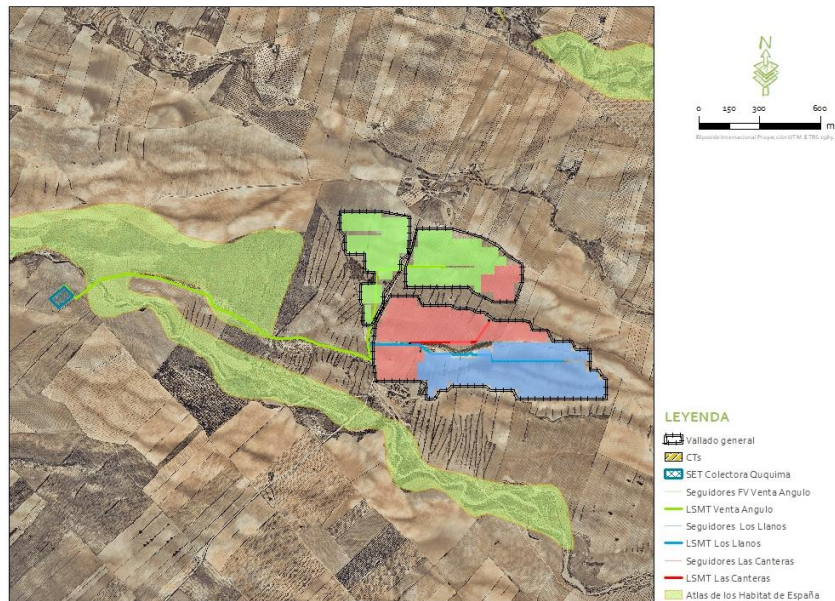 N
0 150 300 600
m
LEYENDA
Vallado general
CTs
SET Colectora Ququima
Seguidores FV Venta Angulo
LSMT Venta Angulo
Seguidores Los Llanos
LSMT Los Llanos
Seguidores Las Canteras
LSMT Las Canteras
Atlas de los Habitat de España